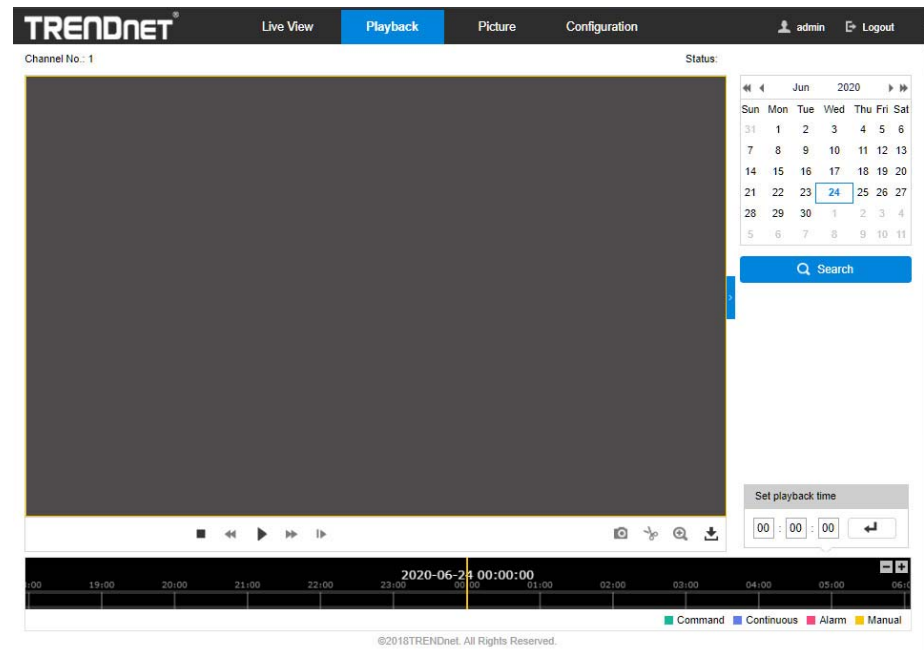 TRENDnet®
Live View Playback Picture Configuration admin Logout
Channel No.: 1 Status:
Jun 2020
Sun Mon Tue Wed Thu Fri Sat
31 1 2 3 4 5 6
7 8 9 10 11 12 13
14 15 16 17 18 19 20
21 22 23 24 25 26 27
28 29 30 1 2 3 4
5 6 7 8 9 10 11
Search
Set playback time
00 : 00 : 00
2020-06-24 00:00:00
:00 19:00 20:00 21:00 22:00 23:00 00:00 01:00 02:00 03:00 04:00 05:00 06:0
Command Continuous Alarm Manual
©2018TRENDnet. All Rights Reserved.